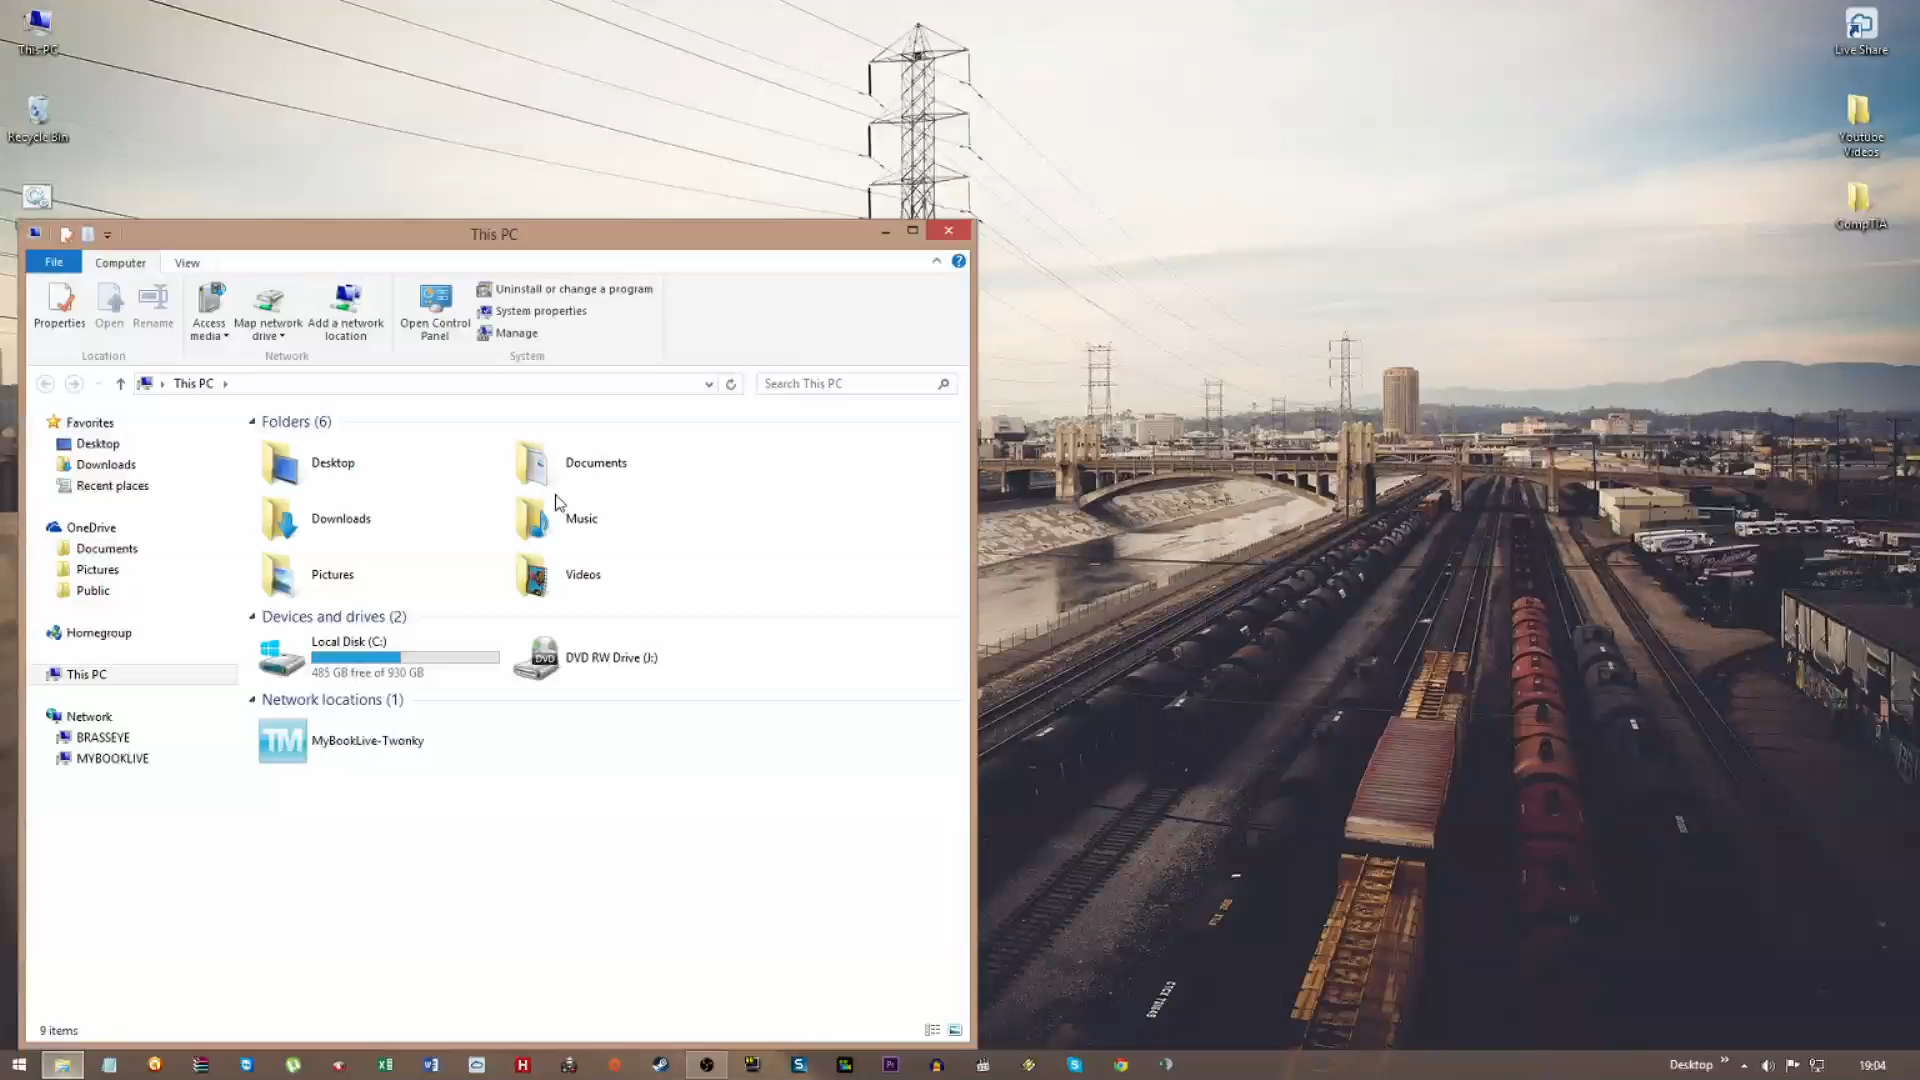 This PC
Live Share
Recycle Bin
Youtube
Videos
CompTIA
This PC
File
Computer
View
Properties
Open
Rename
Access
media
Map network
drive
Add a network
location
Open Control
Panel
Uninstall or change a program
System properties
Manage
Location
Network
System
This PC
Search This PC
Favorites
Desktop
Downloads
Recent places
OneDrive
Documents
Pictures
Public
Homegroup
This PC
Network
BRASSEYE
MYBOOKLIVE
Folders (6)
Desktop
Documents
Downloads
Music
Pictures
Videos
Devices and drives (2)
Local Disk (C:)
485 GB free of 930 GB
DVD
DVD RW Drive (J:)
Network locations (1)
TM
MyBookLive-Twonky
9 items
Desktop
19:04